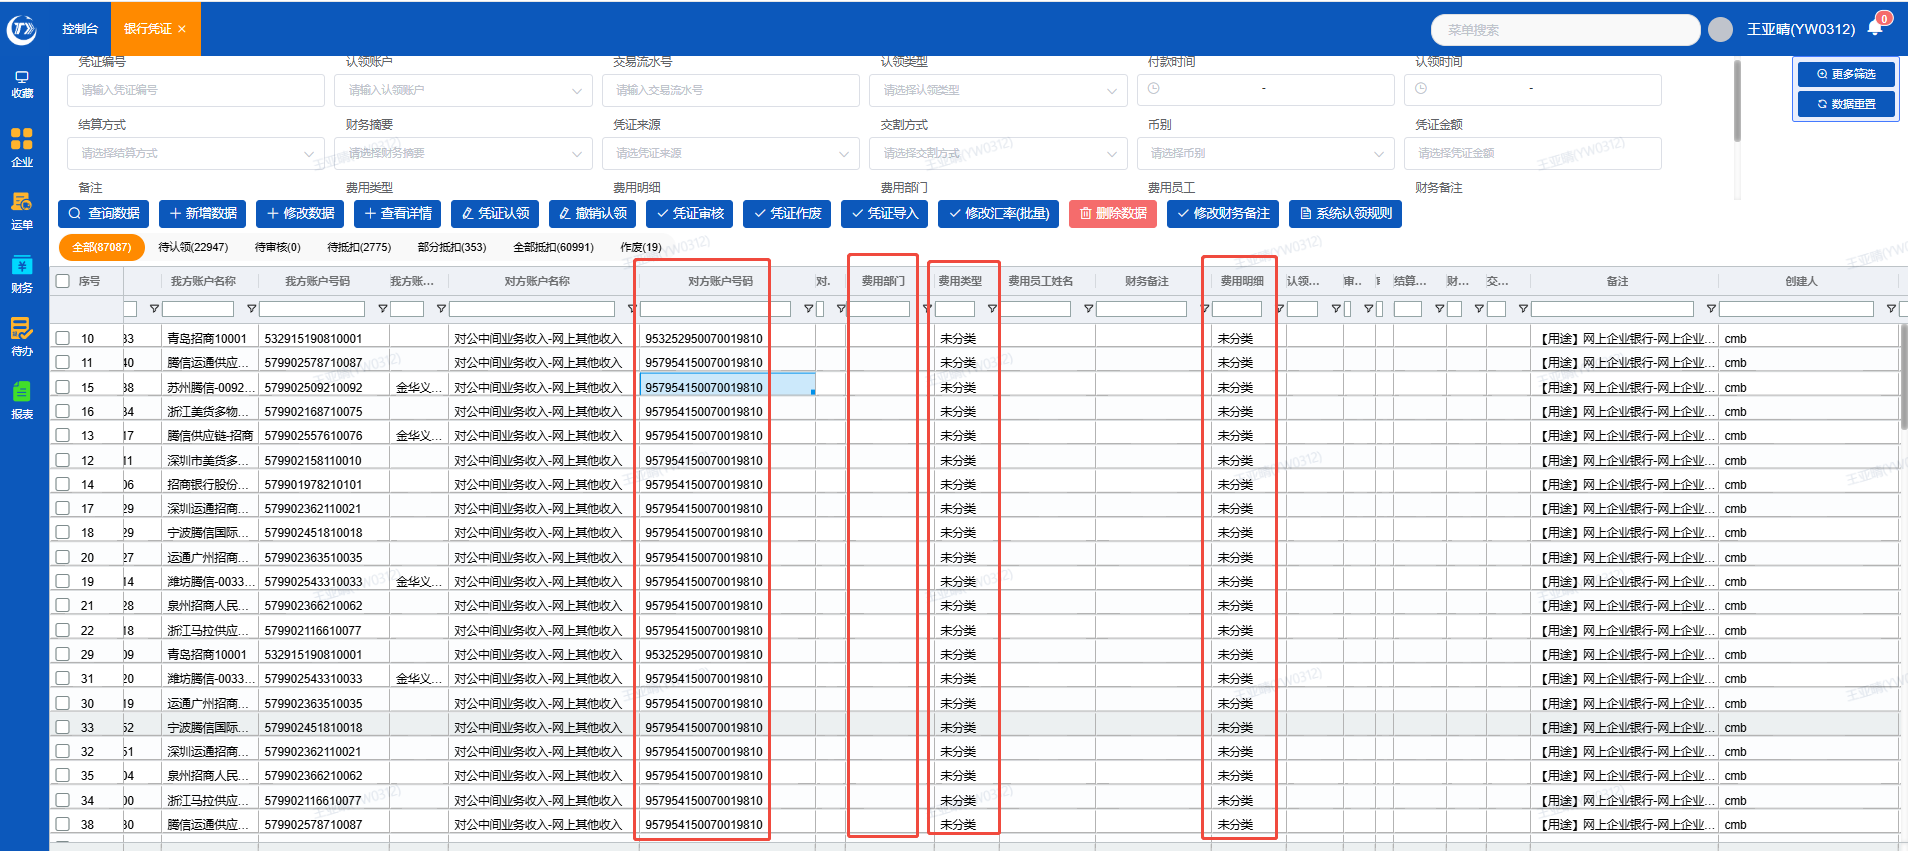 控制台
银行凭证 ×
菜单搜索
王亚晴(YW0312)
0
收藏
企业
运单
财务
待办
报表
凭证编号 认领账户 交易流水号 认领类型 付款时间 认领时间
请输入凭证编号 请输入认领账户 请输入交易流水号 请选择认领类型 - -
结算方式 财务摘要 凭证来源 交割方式 币别 凭证金额
请选择结算方式 请选择财务摘要 请选凭证来源 请选择交割方式 请选择币别 请选择凭证金额
备注 费用类型 费用明细 费用部门 费用员工 财务备注
更多筛选
数据重置
查询数据 新增数据 修改数据 查看详情 凭证认领 撤销认领 凭证审核 凭证作废 凭证导入 修改汇率(批量) 删除数据 修改财务备注 系统认领规则
全部(87087) 待认领(22947) 待审核(0) 待抵扣(2775) 部分抵扣(353) 全部抵扣(60991) 作废(19)
序号 我方账户名称 我方账户号码 我方账... 对方账户名称 对方账户号码 对. 费用部门 费用类型 费用员工姓名 财务备注 费用明细 认领... 审.. 结算... 财... 交... 备注 创建人
10 33 青岛招商10001 532915190810001 对公中间业务收入-网上其他收入 953252950070019810 未分类 未分类 【用途】网上企业银行-网上企业... cmb
11 40 腾信运通供应... 579902578710087 对公中间业务收入-网上其他收入 957954150070019810 未分类 未分类 【用途】网上企业银行-网上企业... cmb
15 38 苏州腾信-0092... 579902509210092 金华义... 对公中间业务收入-网上其他收入 957954150070019810 未分类 未分类 【用途】网上企业银行-网上企业... cmb
16 34 浙江美货多物... 579902168710075 对公中间业务收入-网上其他收入 957954150070019810 未分类 未分类 【用途】网上企业银行-网上企业... cmb
13 17 腾信供应链-招商 579902557610076 金华义... 对公中间业务收入-网上其他收入 957954150070019810 未分类 未分类 【用途】网上企业银行-网上企业... cmb
12 11 深圳市美货多... 579902158110010 对公中间业务收入-网上其他收入 957954150070019810 未分类 未分类 【用途】网上企业银行-网上企业... cmb
14 06 招商银行股份... 579901978210101 对公中间业务收入-网上其他收入 957954150070019810 未分类 未分类 【用途】网上企业银行-网上企业... cmb
17 29 深圳运通招商... 579902362110021 对公中间业务收入-网上其他收入 957954150070019810 未分类 未分类 【用途】网上企业银行-网上企业... cmb
18 29 宁波腾信国际... 579902451810018 对公中间业务收入-网上其他收入 957954150070019810 未分类 未分类 【用途】网上企业银行-网上企业... cmb
20 27 运通广州招商... 579902363510035 对公中间业务收入-网上其他收入 957954150070019810 未分类 未分类 【用途】网上企业银行-网上企业... cmb
19 14 潍坊腾信-0033... 579902543310033 金华义... 对公中间业务收入-网上其他收入 957954150070019810 未分类 未分类 【用途】网上企业银行-网上企业... cmb
21 28 泉州招商人民... 579902366210062 对公中间业务收入-网上其他收入 957954150070019810 未分类 未分类 【用途】网上企业银行-网上企业... cmb
22 18 浙江马拉供应... 579902116610077 对公中间业务收入-网上其他收入 957954150070019810 未分类 未分类 【用途】网上企业银行-网上企业... cmb
29 09 青岛招商10001 532915190810001 对公中间业务收入-网上其他收入 953252950070019810 未分类 未分类 【用途】网上企业银行-网上企业... cmb
31 20 潍坊腾信-0033... 579902543310033 金华义... 对公中间业务收入-网上其他收入 957954150070019810 未分类 未分类 【用途】网上企业银行-网上企业... cmb
30 19 运通广州招商... 579902363510035 对公中间业务收入-网上其他收入 957954150070019810 未分类 未分类 【用途】网上企业银行-网上企业... cmb
33 52 宁波腾信国际... 579902451810018 对公中间业务收入-网上其他收入 957954150070019810 未分类 未分类 【用途】网上企业银行-网上企业... cmb
32 51 深圳运通招商... 579902362110021 对公中间业务收入-网上其他收入 957954150070019810 未分类 未分类 【用途】网上企业银行-网上企业... cmb
35 04 泉州招商人民... 579902366210062 对公中间业务收入-网上其他收入 957954150070019810 未分类 未分类 【用途】网上企业银行-网上企业... cmb
34 00 浙江马拉供应... 579902116610077 对公中间业务收入-网上其他收入 957954150070019810 未分类 未分类 【用途】网上企业银行-网上企业... cmb
38 30 腾信运通供应... 579902578710087 对公中间业务收入-网上其他收入 957954150070019810 未分类 未分类 【用途】网上企业银行-网上企业... cmb